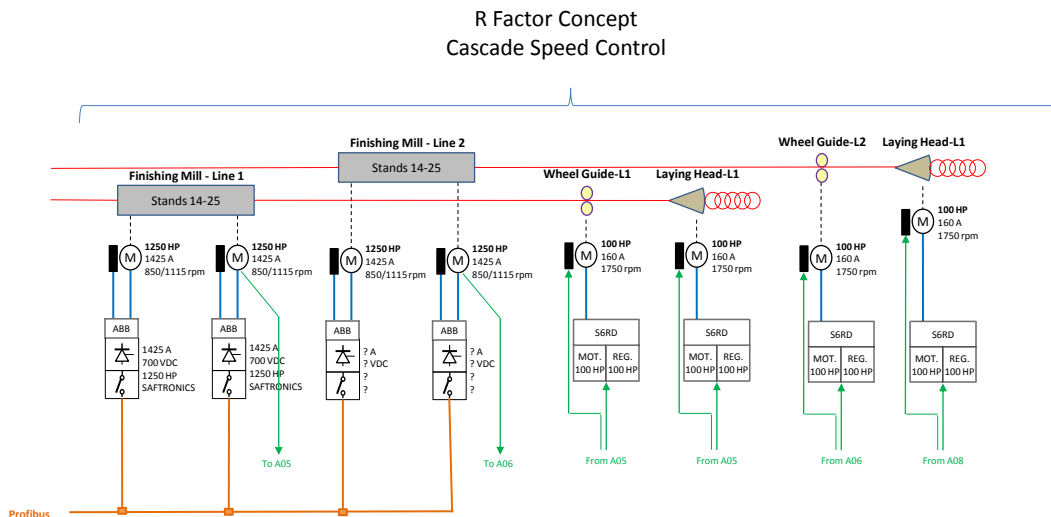 R Factor Concept
Cascade Speed Control
Finishing Mill - Line 2
Stands 14-25
Wheel Guide-L2
Laying Head-L1
Finishing Mill - Line 1
Stands 14-25
Wheel Guide-L1
Laying Head-L1
M
1250 HP
1425 A
850/1115 rpm
M
1250 HP
1425 A
850/1115 rpm
M
1250 HP
1425 A
850/1115 rpm
M
1250 HP
1425 A
850/1115 rpm
M
100 HP
160 A
1750 rpm
M
100 HP
160 A
1750 rpm
M
100 HP
160 A
1750 rpm
M
100 HP
160 A
1750 rpm
ABB
1425 A
700 VDC
1250 HP
SAFTRONICS
ABB
1425 A
700 VDC
1250 HP
SAFTRONICS
ABB
? A
? VDC
?
?
ABB
? A
? VDC
?
?
S6RD
MOT. REG.
100 HP 100 HP
S6RD
MOT. REG.
100 HP 100 HP
S6RD
MOT. REG.
100 HP 100 HP
S6RD
MOT. REG.
100 HP 100 HP
To A05
To A06
From A05
From A05
From A06
From A08
Profibus